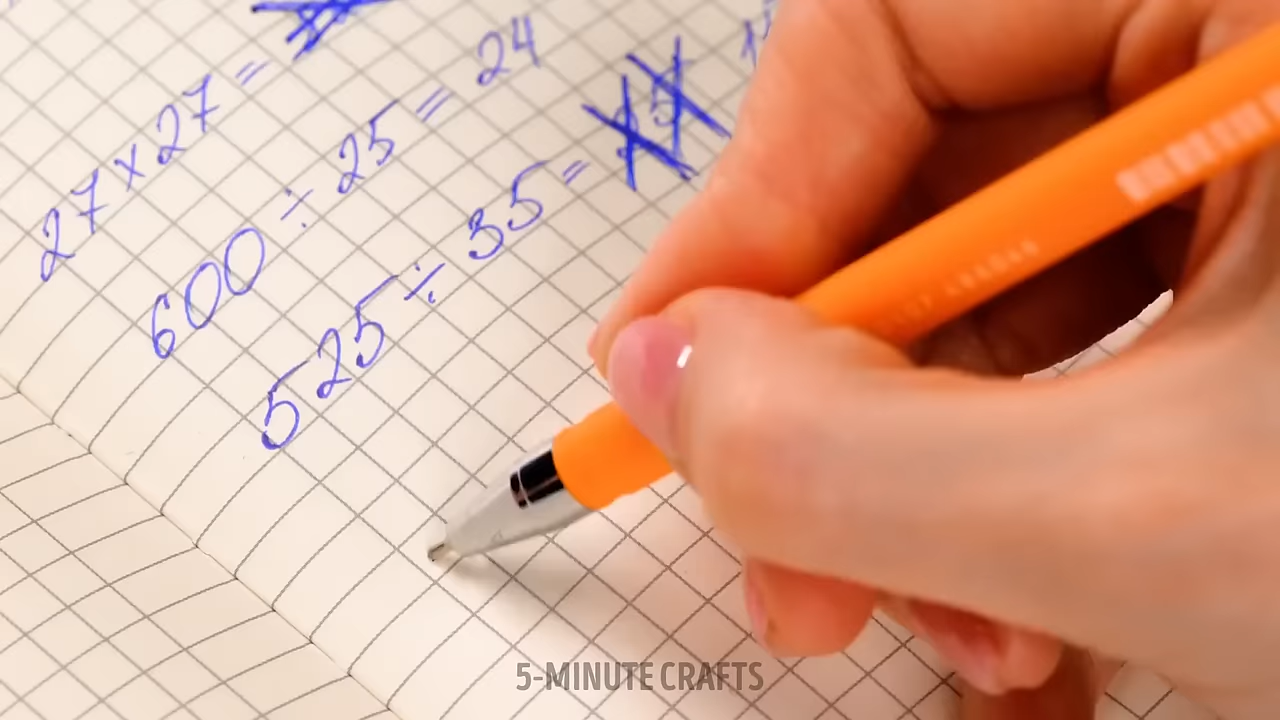 27 × 27 =
600 ÷ 25 = 24
525 ÷ 35 =
5-MINUTE CRAFTS